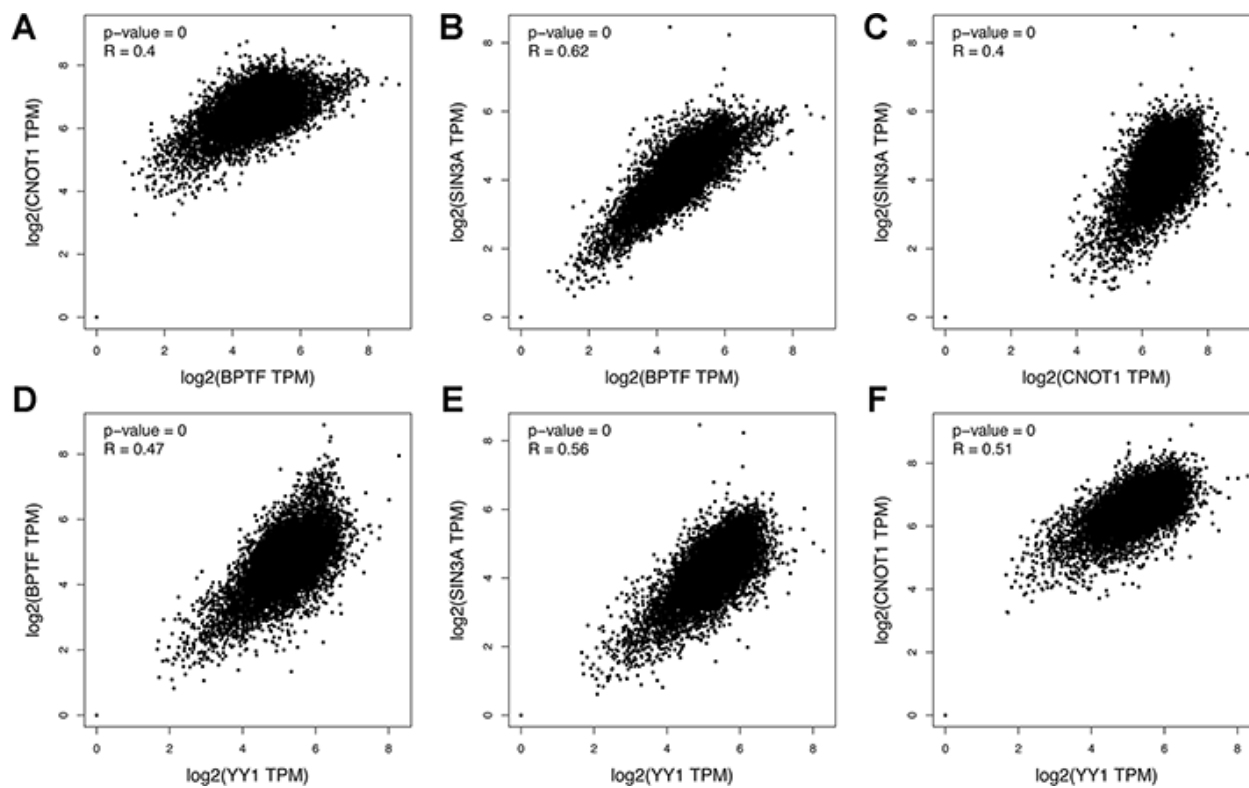 A
p-value = 0
R = 0.4
8
6
4
2
0
log2(CNOT1 TPM)
0 2 4 6 8
log2(BPTF TPM)
B
p-value = 0
R = 0.62
8
6
4
2
0
log2(SIN3A TPM)
0 2 4 6 8
log2(BPTF TPM)
C
p-value = 0
R = 0.4
8
6
4
2
0
log2(SIN3A TPM)
0 2 4 6 8
log2(CNOT1 TPM)
D
p-value = 0
R = 0.47
8
6
4
2
0
log2(BPTF TPM)
0 2 4 6 8
log2(YY1 TPM)
E
p-value = 0
R = 0.56
8
6
4
2
0
log2(SIN3A TPM)
0 2 4 6 8
log2(YY1 TPM)
F
p-value = 0
R = 0.51
8
6
4
2
0
log2(CNOT1 TPM)
0 2 4 6 8
log2(YY1 TPM)